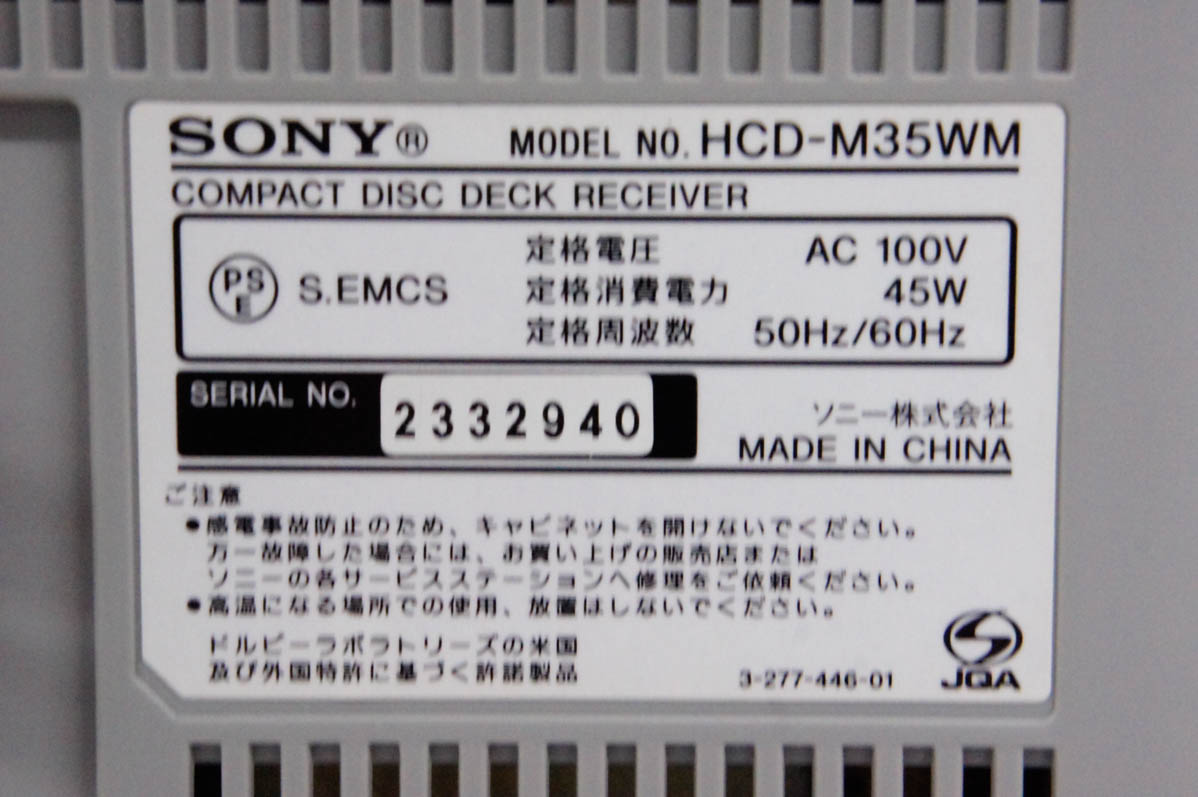 SONY® MODEL NO. HCD-M35WM
COMPACT DISC DECK RECEIVER
PSE S.EMCS
定格電圧 AC 100V
定格消費電力 45W
定格周波数 50Hz/60Hz
SERIAL NO. 2332940
ソニー株式会社
MADE IN CHINA
ご注意
●感電事故防止のため、キャビネットを開けないでください。
万一故障した場合には、お買い上げの販売店または
ソニーの各サービスステーションへ修理をご依頼ください。
●高温になる場所での使用、放置はしないでください。
ドルビーラボラトリーズの米国
及び外国特許に基づく許諾製品
3-277-446-01
JQA